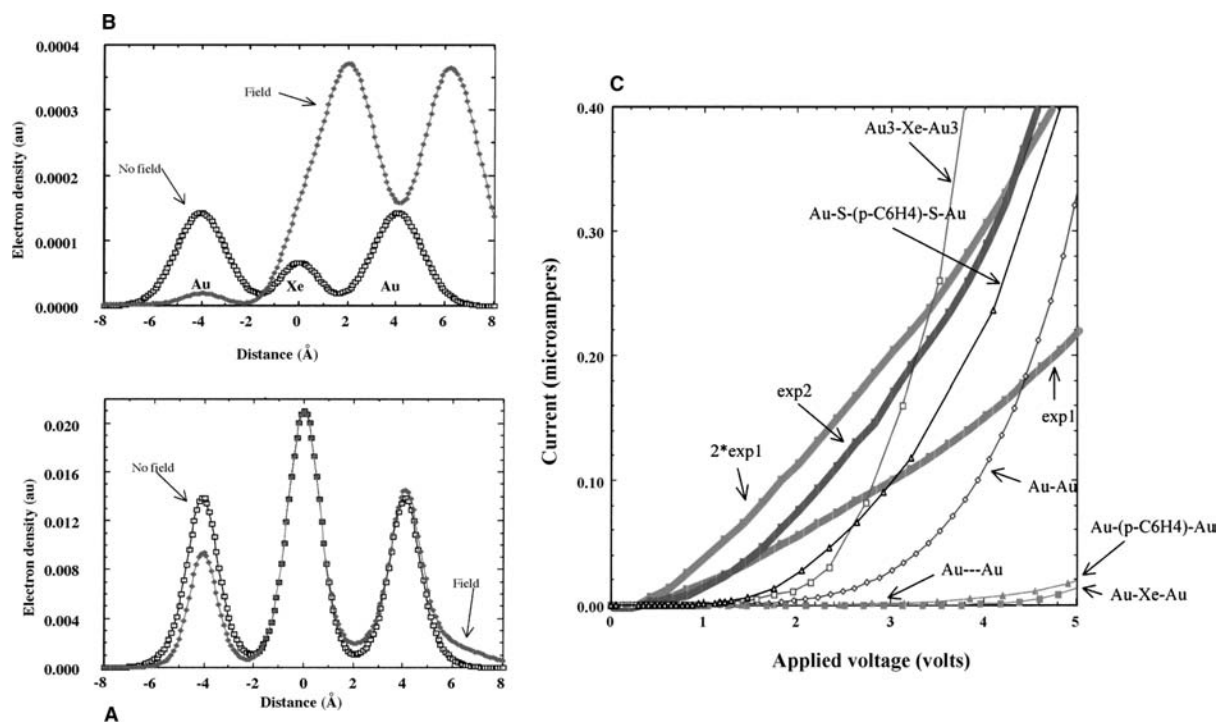 B
0.0004
0.0003
0.0002
0.0001
0.0000
Electron density (au)
Field
No field
Au
Xe
Au
-8
-6
-4
-2
0
2
4
6
8
Distance (Å)
0.020
0.016
0.012
0.008
0.004
0.000
Electron density (au)
No field
Field
-8
-6
-4
-2
0
2
4
6
8
Distance (Å)
A
C
0.40
0.30
0.20
0.10
0.00
Current (microampers)
Au3-Xe-Au3
Au-S-(p-C6H4)-S-Au
exp2
2*exp1
exp1
Au-Au
Au-(p-C6H4)-Au
Au---Au
Au-Xe-Au
0
1
2
3
4
5
Applied voltage (volts)